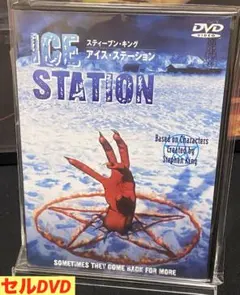 DVD
VIDEO
スティーブン・キング
アイス・ステーション
ICE
STATION
Based on Characters
Created by
Stephen King
SOMETIMES THEY COME BACK FOR MORE
セルDVD